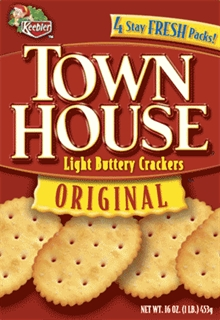 Keebler
4 Stay FRESH Packs!
TOWN
HOUSE
Light Buttery Crackers
ORIGINAL
NET WT. 16 OZ. (1 LB.) 453g